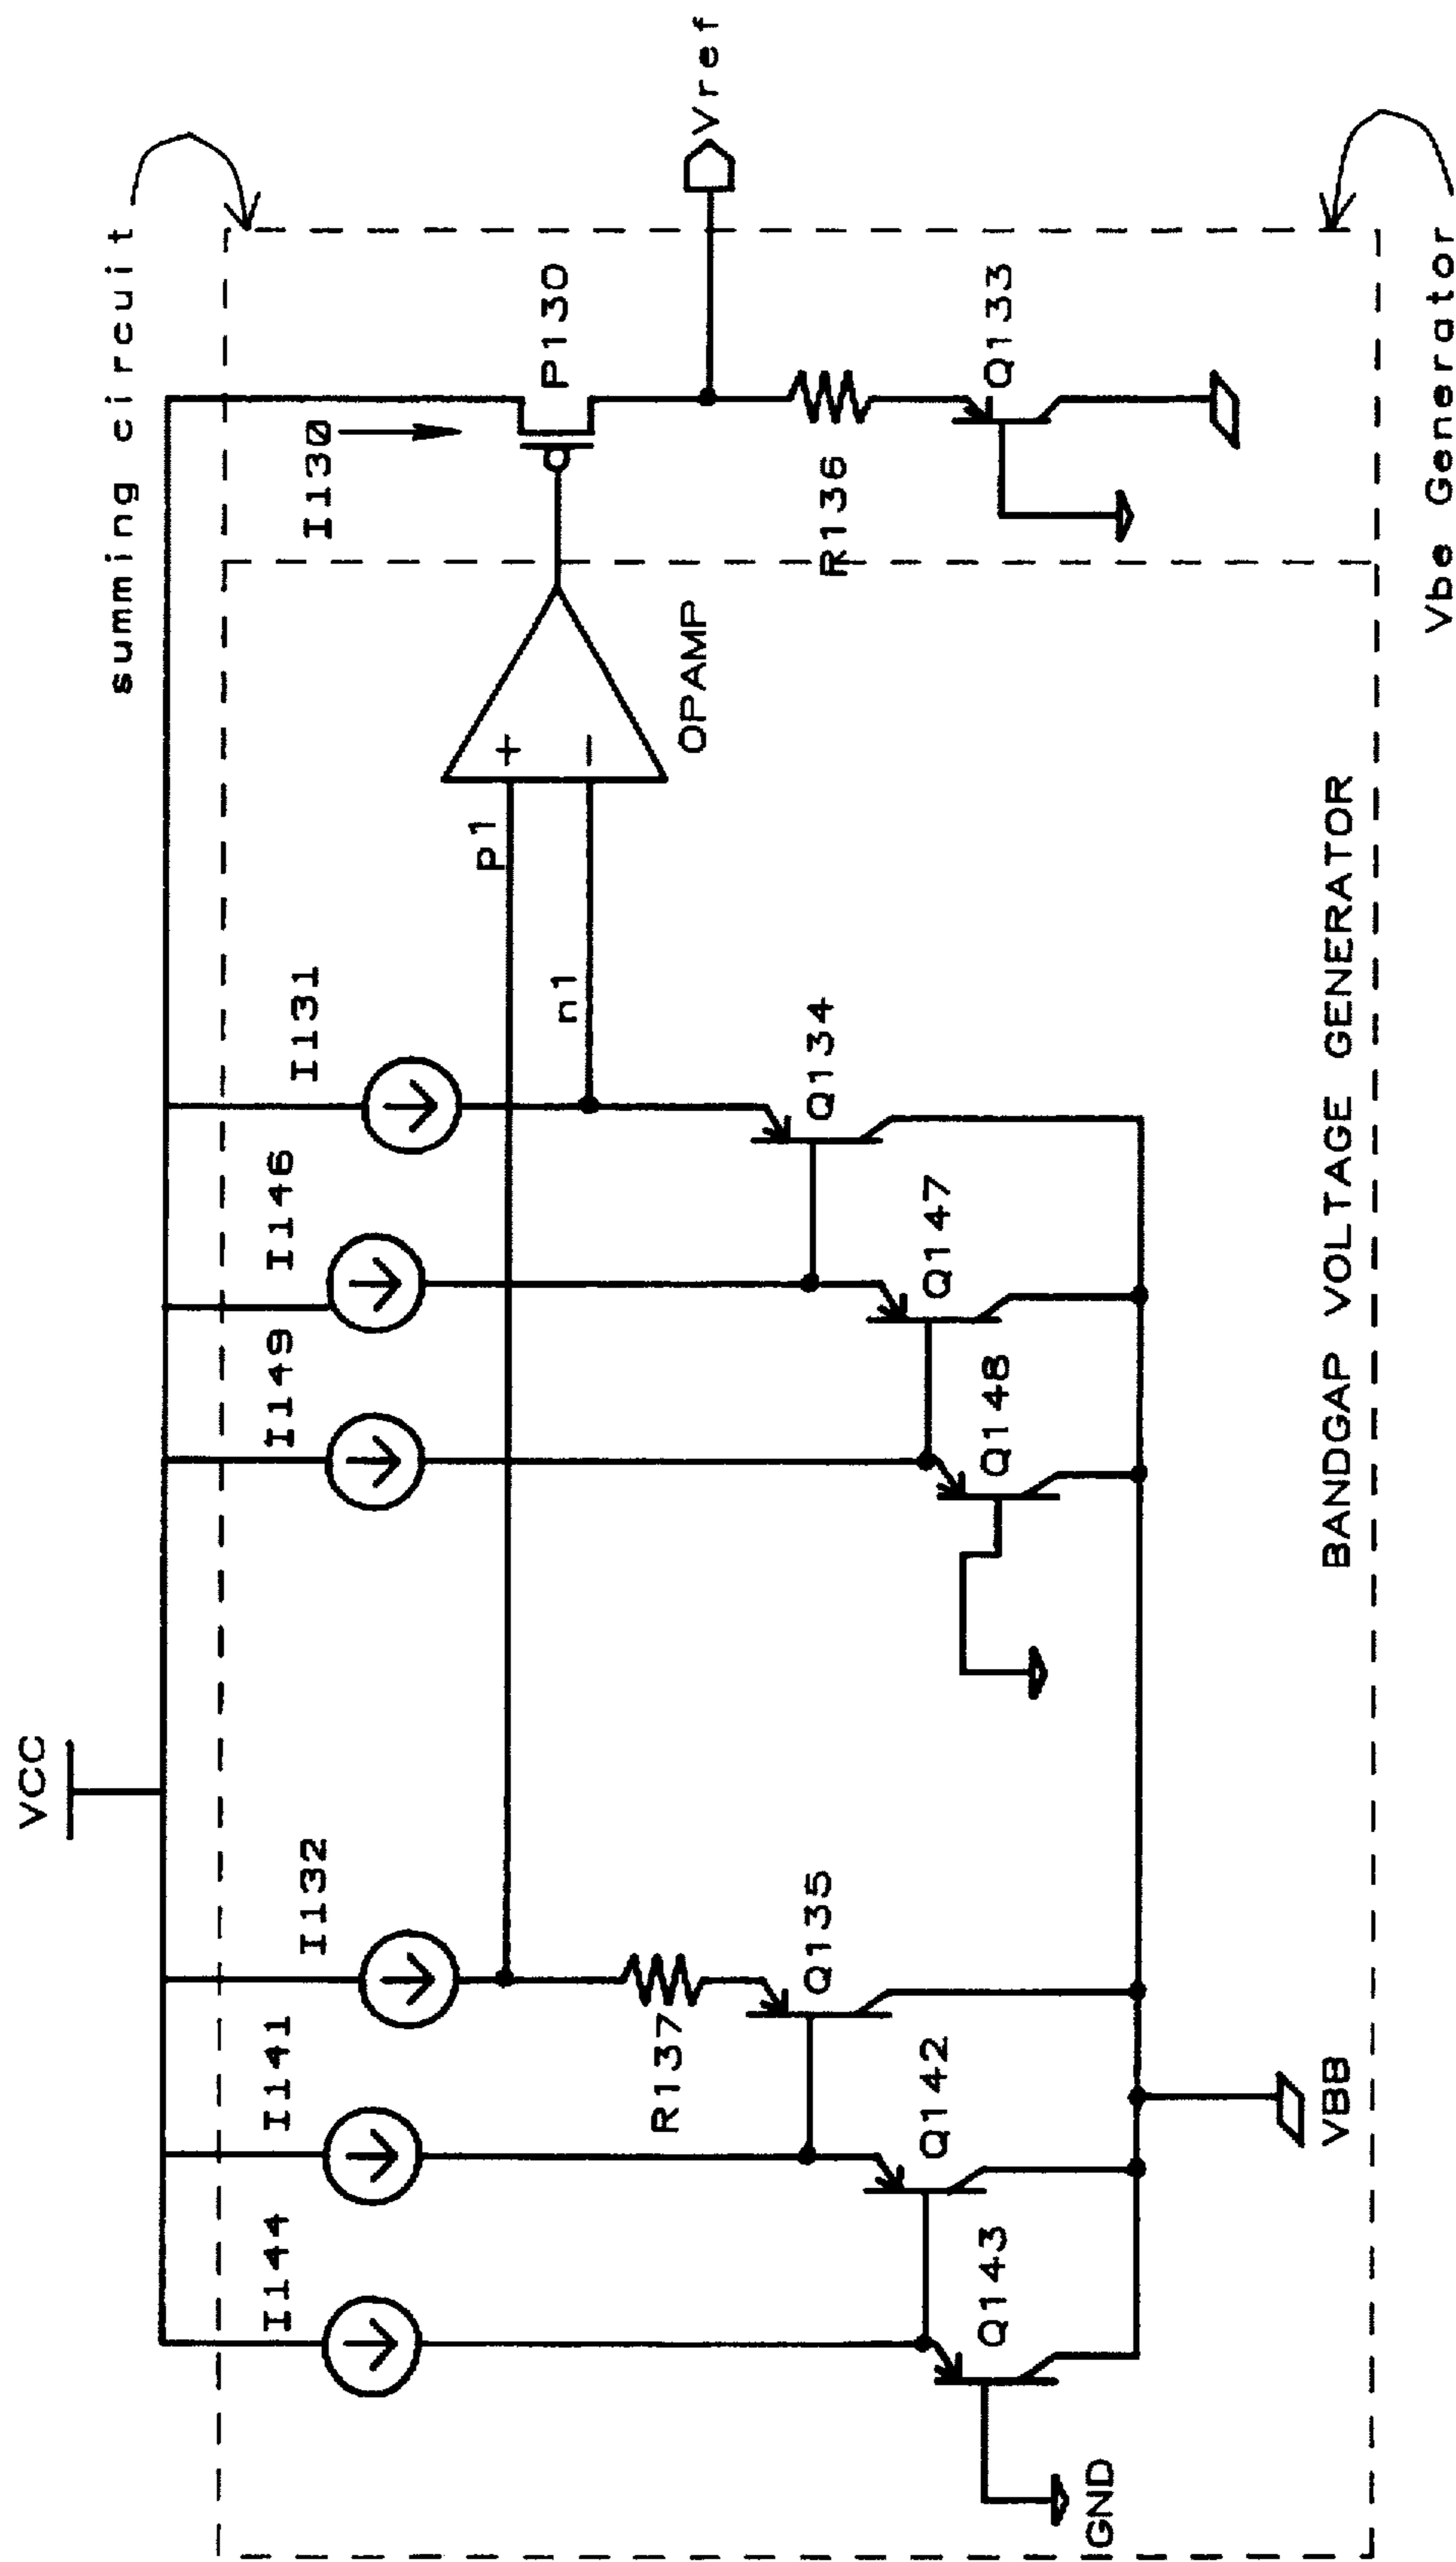 VCC
summing circuit
I144
I141
I132
I149
I146
I131
I130
P130
p1
n1
+
−
OPAMP
Vref
R137
Q135
Q142
Q143
Q134
Q147
Q148
R136
Q133
GND
VBB
BANDGAP VOLTAGE GENERATOR
Vbe Generator